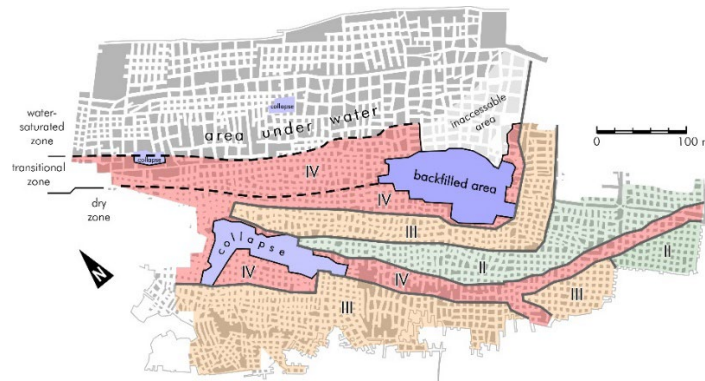 collapse
area under water
inaccessable
area
water-
saturated
zone
collapse
transitional
zone
dry
zone
IV
backfilled area
IV
III
0 100 m
N
collapse
II
II
IV
IV
III
III